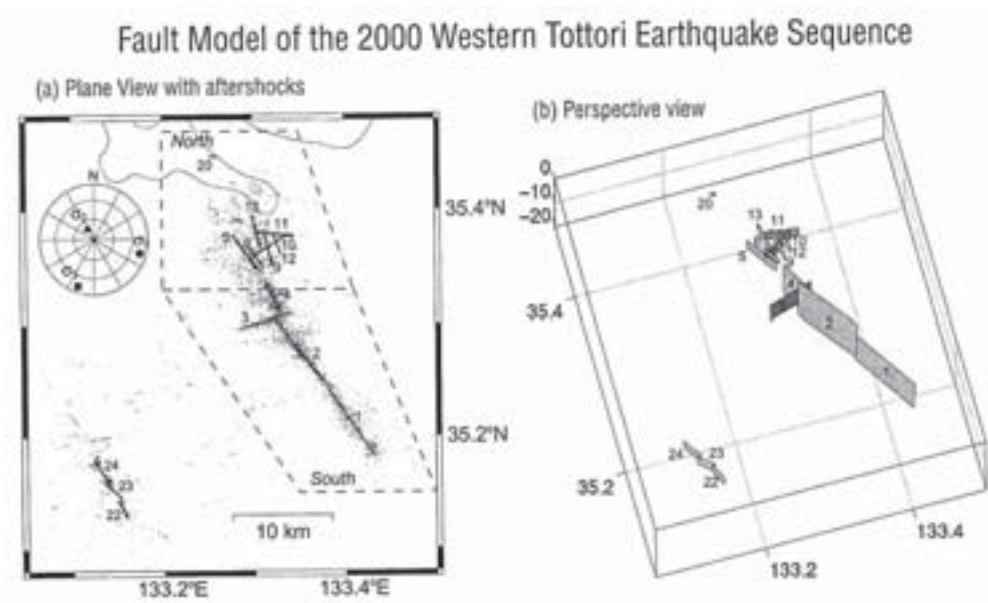 Fault Model of the 2000 Western Tottori Earthquake Sequence
(a) Plane View with aftershocks
(b) Perspective view
North
20
N
13
11
10
12
3
2
1
24
23
22
South
10 km
35.4°N
35.2°N
133.2°E
133.4°E
0
-10
-20
20
13 11
12
5
4
2
1
24 23
22
35.4
35.2
133.2
133.4